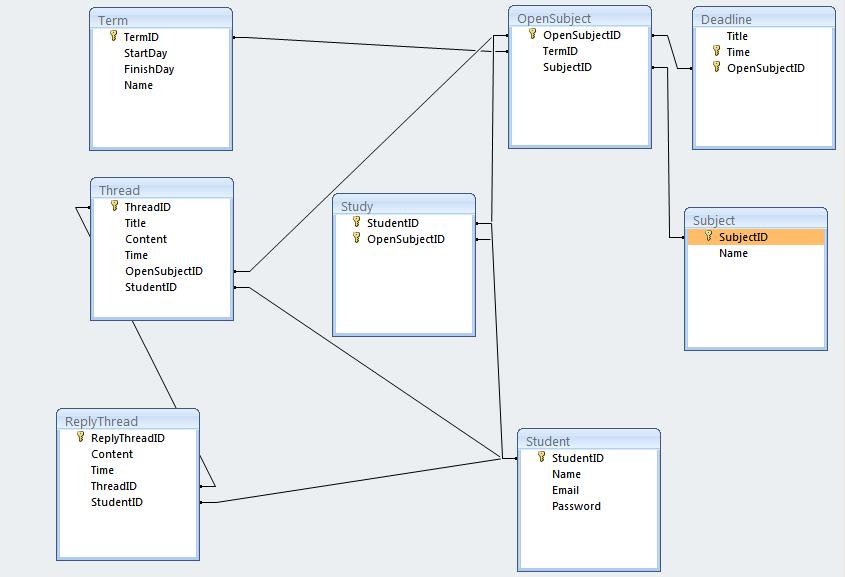 Term
TermID
StartDay
FinishDay
Name
OpenSubject
OpenSubjectID
TermID
SubjectID
Deadline
Title
Time
OpenSubjectID
Thread
ThreadID
Title
Content
Time
OpenSubjectID
StudentID
Study
StudentID
OpenSubjectID
Subject
SubjectID
Name
ReplyThread
ReplyThreadID
Content
Time
ThreadID
StudentID
Student
StudentID
Name
Email
Password